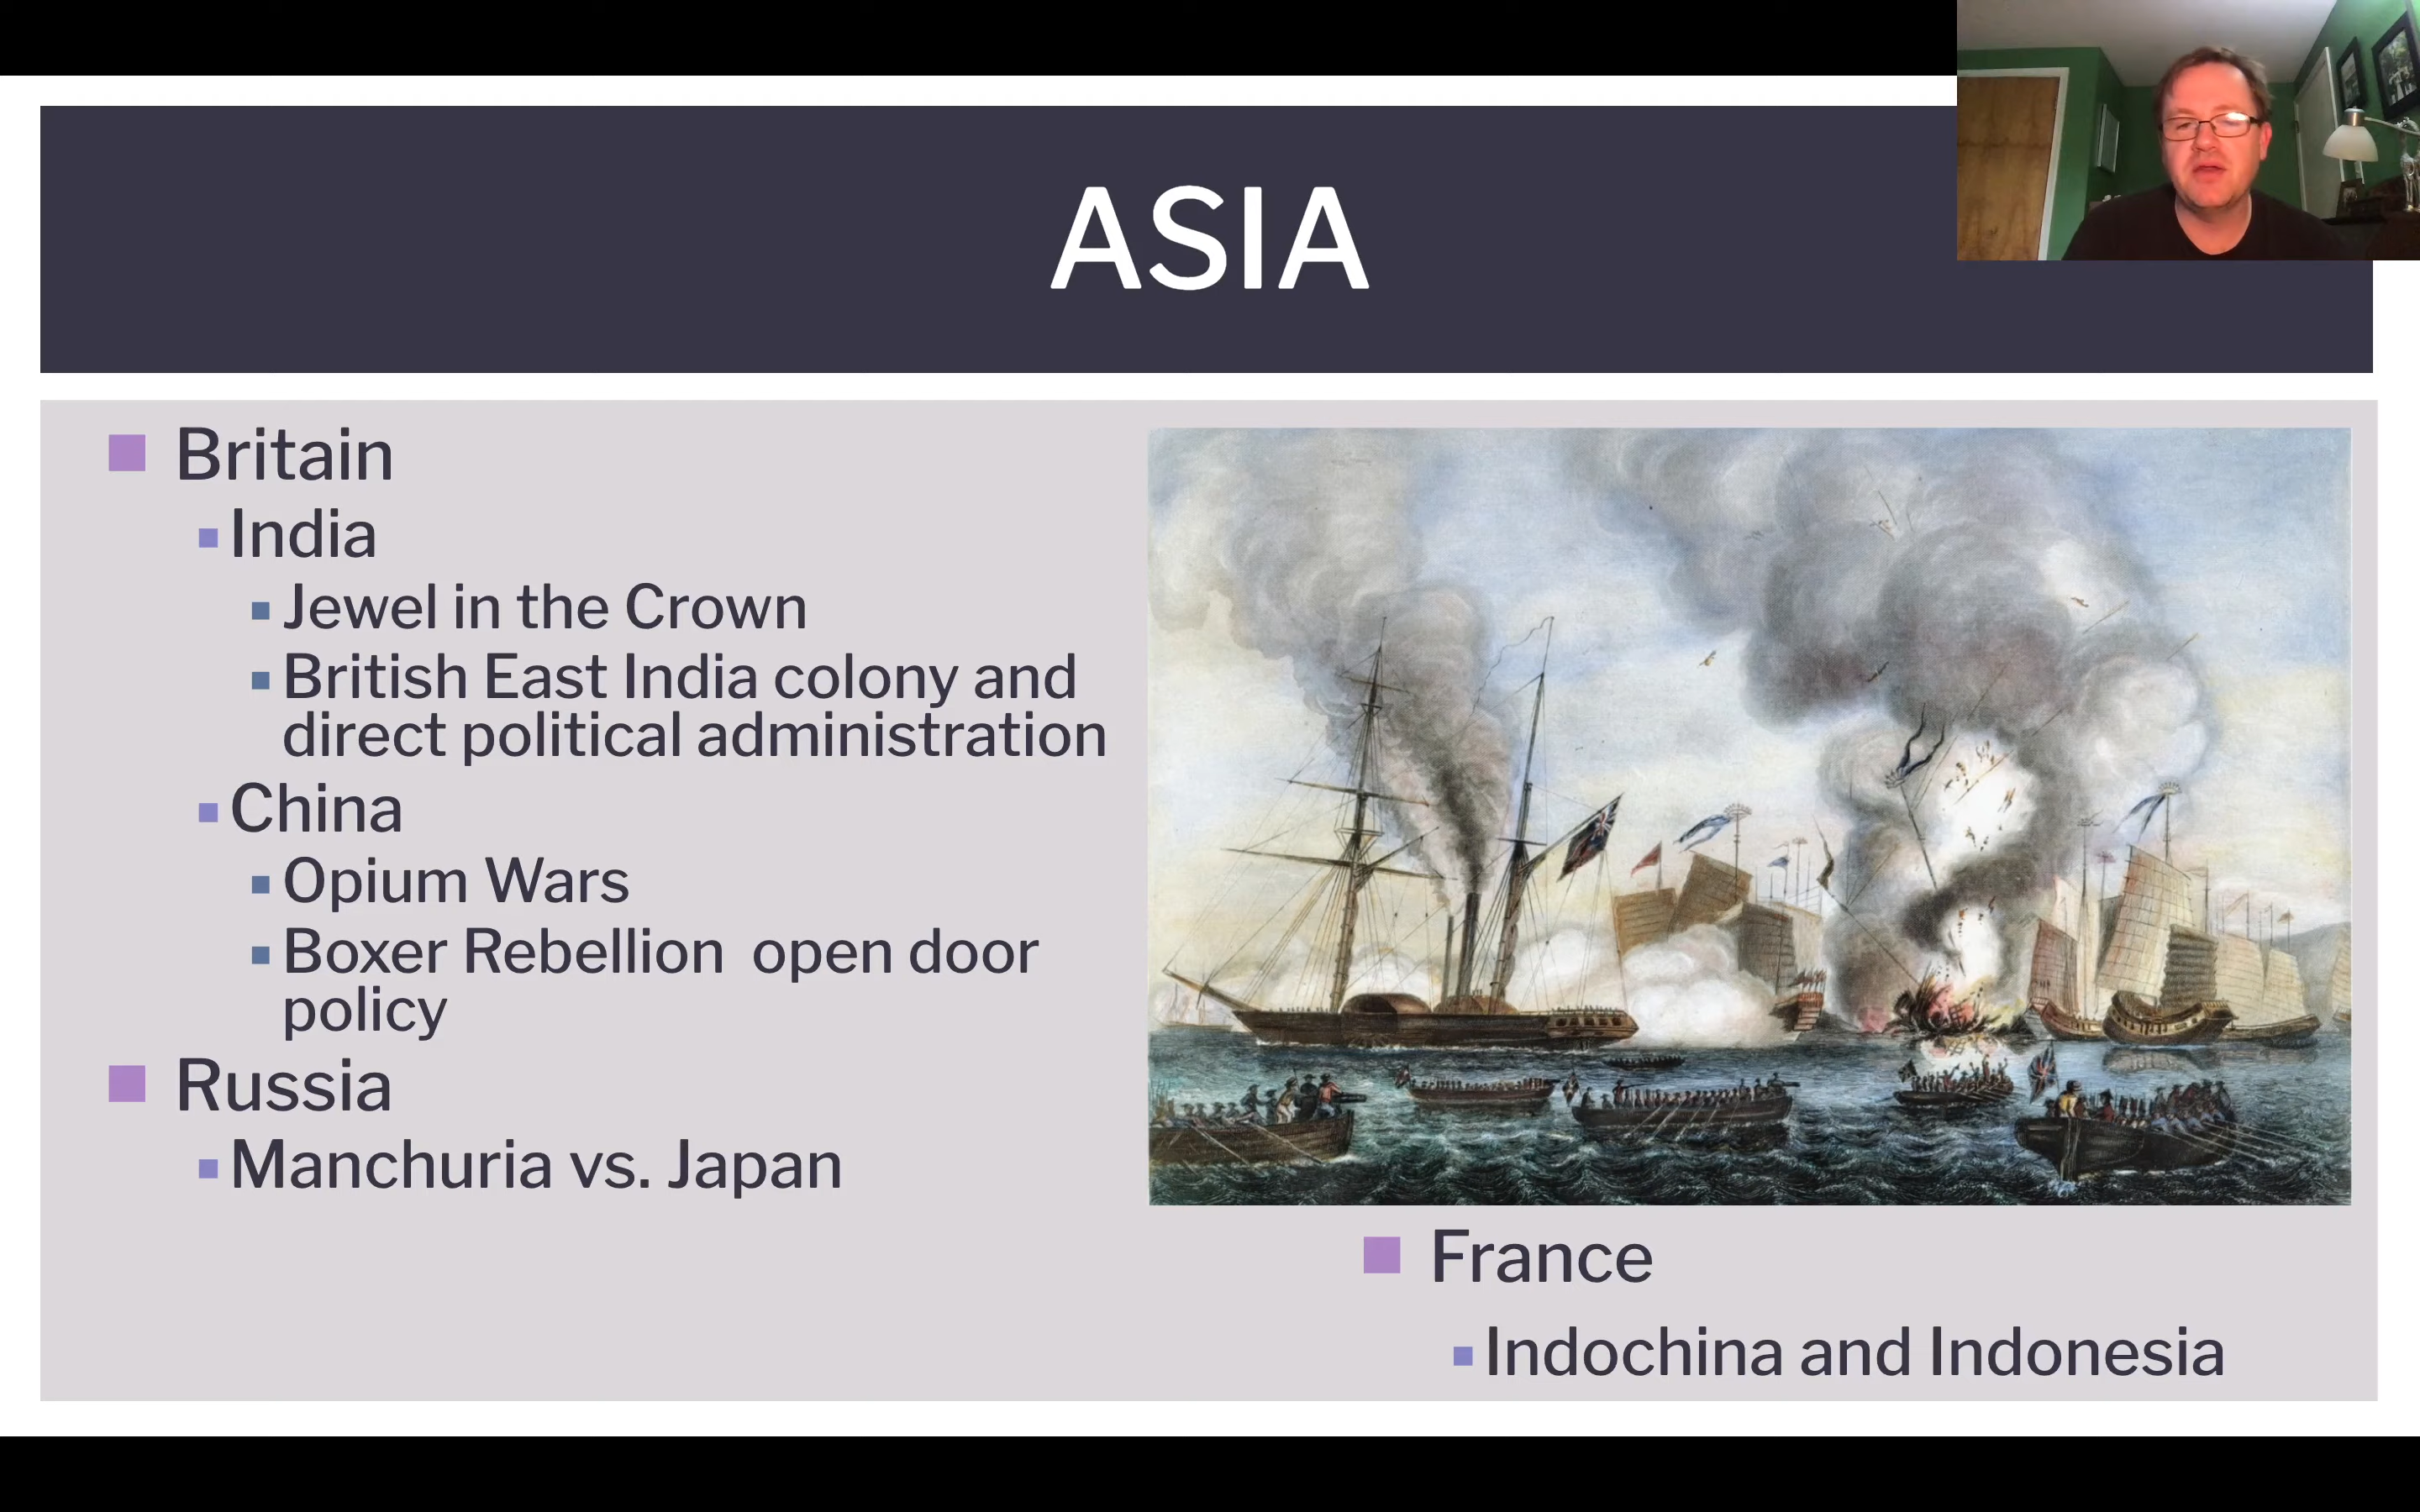 ASIA
Britain
India
Jewel in the Crown
British East India colony and
direct political administration
China
Opium Wars
Boxer Rebellion  open door
policy
Russia
Manchuria vs. Japan
France
Indochina and Indonesia